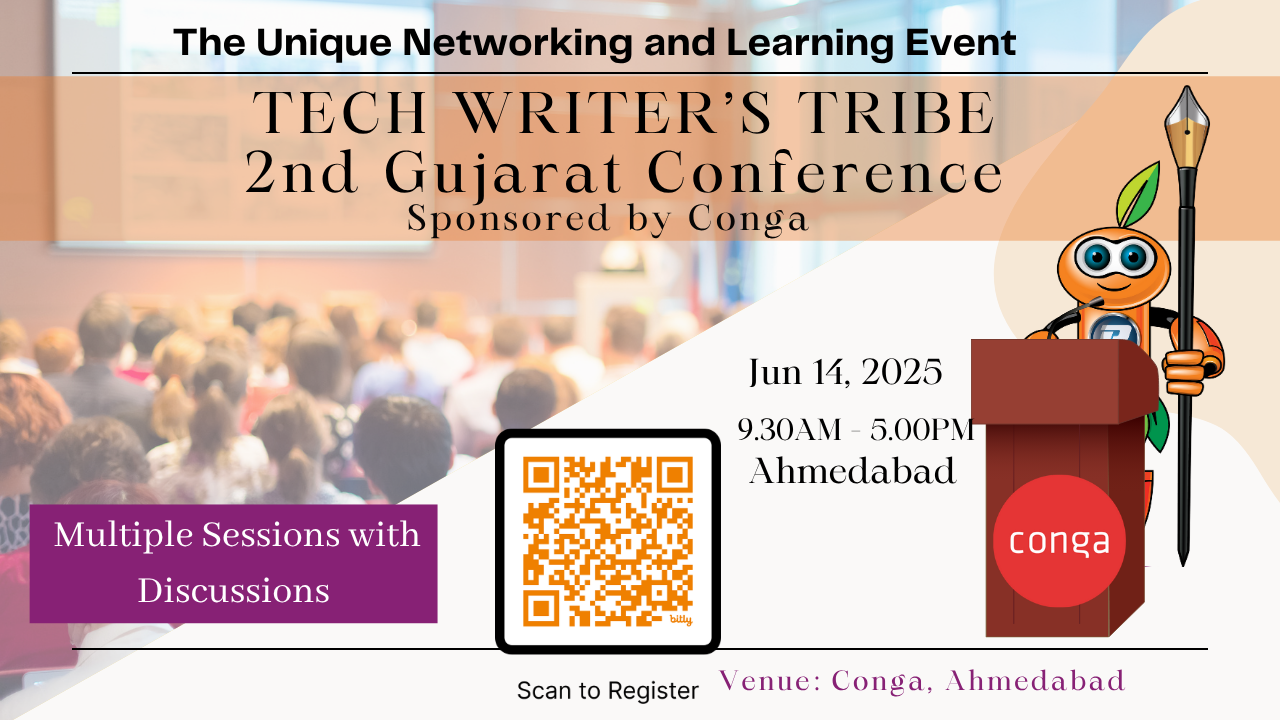 The Unique Networking and Learning Event
TECH WRITER'S TRIBE
2nd Gujarat Conference
Sponsored by Conga
Jun 14, 2025
9.30AM - 5.00PM
Ahmedabad
Multiple Sessions with
Discussions
conga
bitly
Scan to Register
Venue: Conga, Ahmedabad